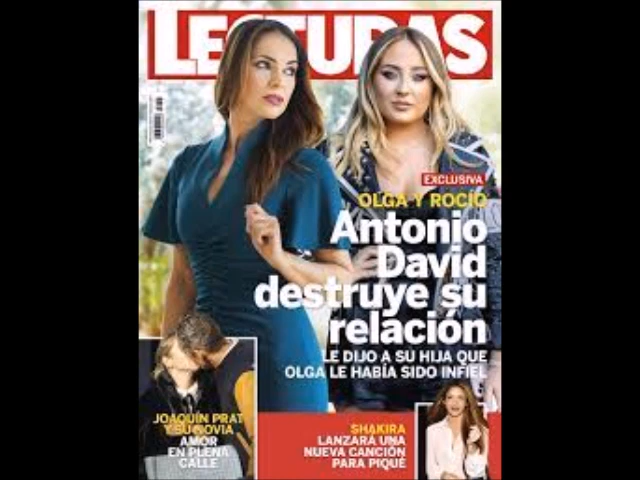 LECTURAS
EXCLUSIVA
OLGA Y ROCÍO
Antonio
David
destruye su
relación
LE DIJO A SU HIJA QUE
OLGA LE HABÍA SIDO INFIEL
JOAQUÍN PRAT
Y SU NOVIA
AMOR
EN PLENA
CALLE
SHAKIRA
LANZARÁ UNA
NUEVA CANCIÓN
PARA PIQUÉ